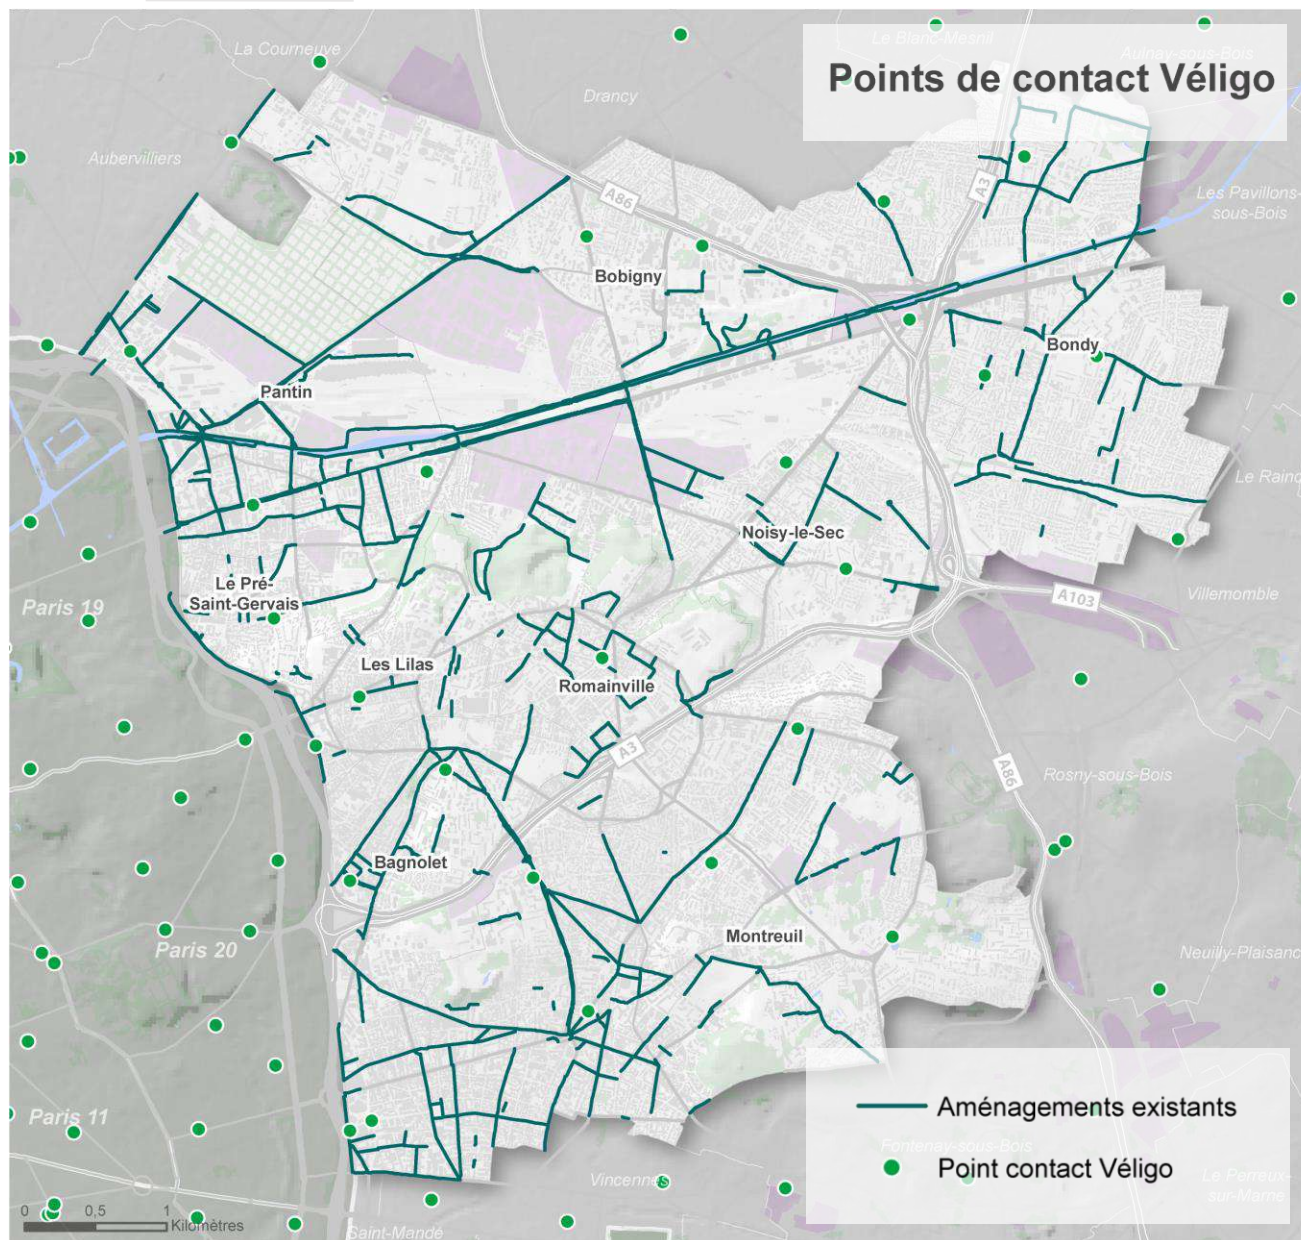 La Courneuve
Le Blanc-Mesnil
Aulnay-sous-Bois
Points de contact Véligo
Drancy
Aubervilliers
A86
A3
Les Pavillons-
sous-Bois
Bobigny
Bondy
Pantin
Le Rainc
Noisy-le-Sec
Le Pré-
Saint-Gervais
Paris 19
A103
Villemomble
Les Lilas
Romainville
A3
A86
Rosny-sous-Bois
Bagnolet
Montreuil
Paris 20
Neuilly-Plaisanc
Paris 11
Aménagements existants
Fontenay-sous-Bois
Point contact Véligo
Le Perreux-
sur-Marne
Vincennes
0 0,5 1
Kilomètres
Saint-Mandé